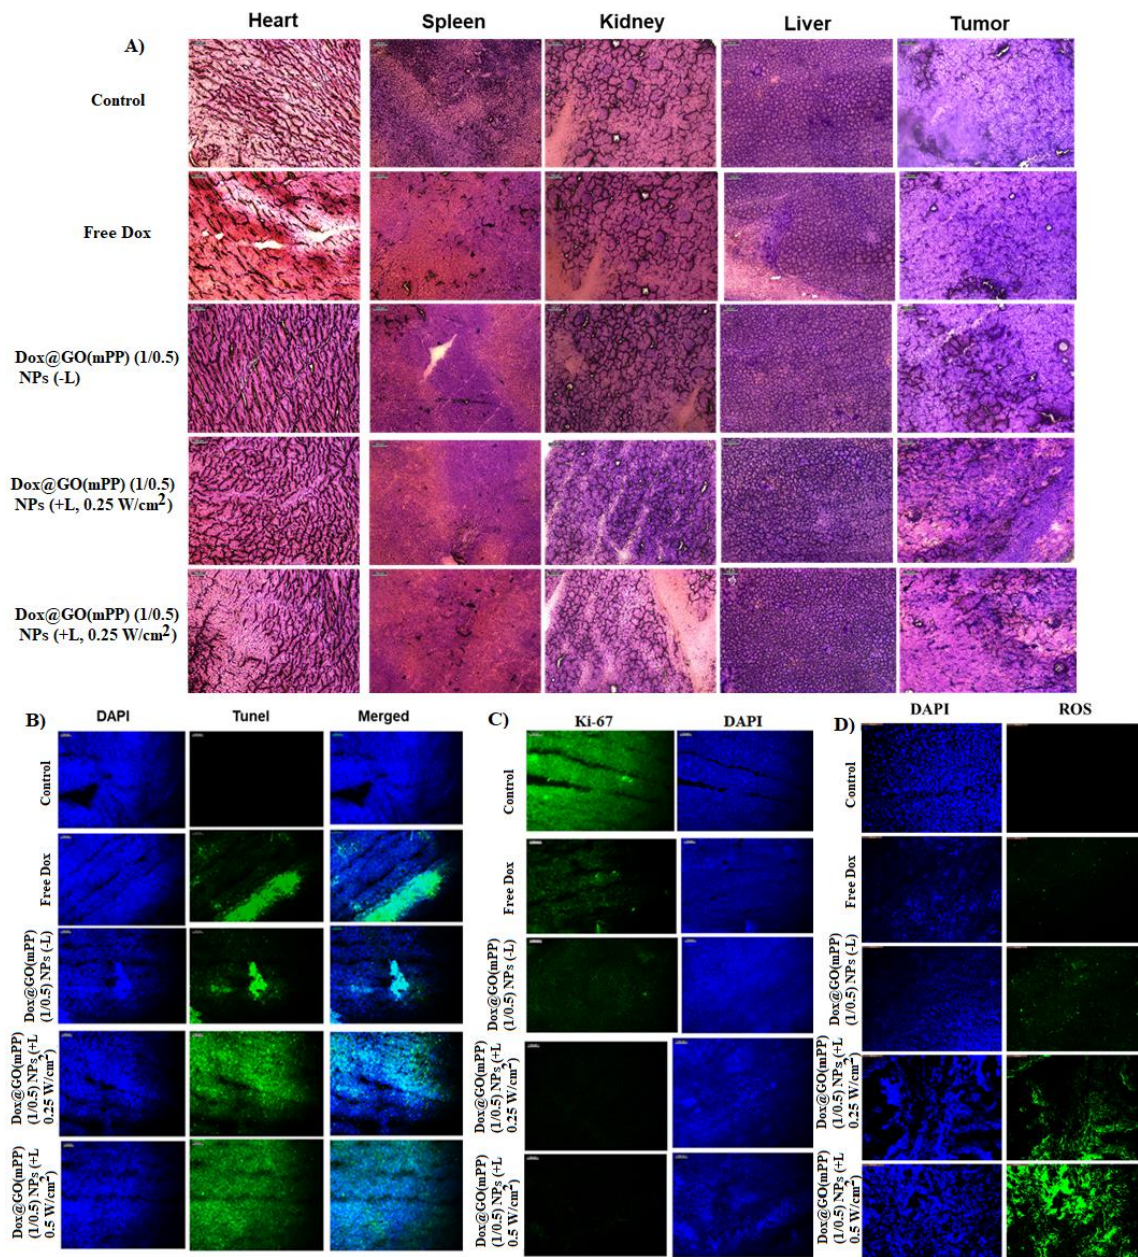 Heart Spleen Kidney Liver Tumor
A)
Control
Free Dox
Dox@GO(mPP) (1/0.5)
NPs (-L)
Dox@GO(mPP) (1/0.5)
NPs (+L, 0.25 W/cm²)
Dox@GO(mPP) (1/0.5)
NPs (+L, 0.25 W/cm²)
B)
DAPI Tunel Merged
Control
Free Dox
Dox@GO(mPP)
(1/0.5) NPs (-L)
Dox@GO(mPP)
(1/0.5) NPs (+L
0.25 W/cm²)
Dox@GO(mPP)
(1/0.5) NPs (+L
0.5 W/cm²)
C)
Ki-67 DAPI
Control
Free Dox
Dox@GO(mPP)
(1/0.5) NPs (-L)
Dox@GO(mPP)
(1/0.5) NPs (+L
0.25 W/cm²)
Dox@GO(mPP)
(1/0.5) NPs (+L
0.5 W/cm²)
D)
DAPI ROS
Control
Free Dox
Dox@GO(mPP)
(1/0.5) NPs (-L)
Dox@GO(mPP)
(1/0.5) NPs (+L
0.25 W/cm²)
Dox@GO(mPP)
(1/0.5) NPs (+L
0.5 W/cm²)